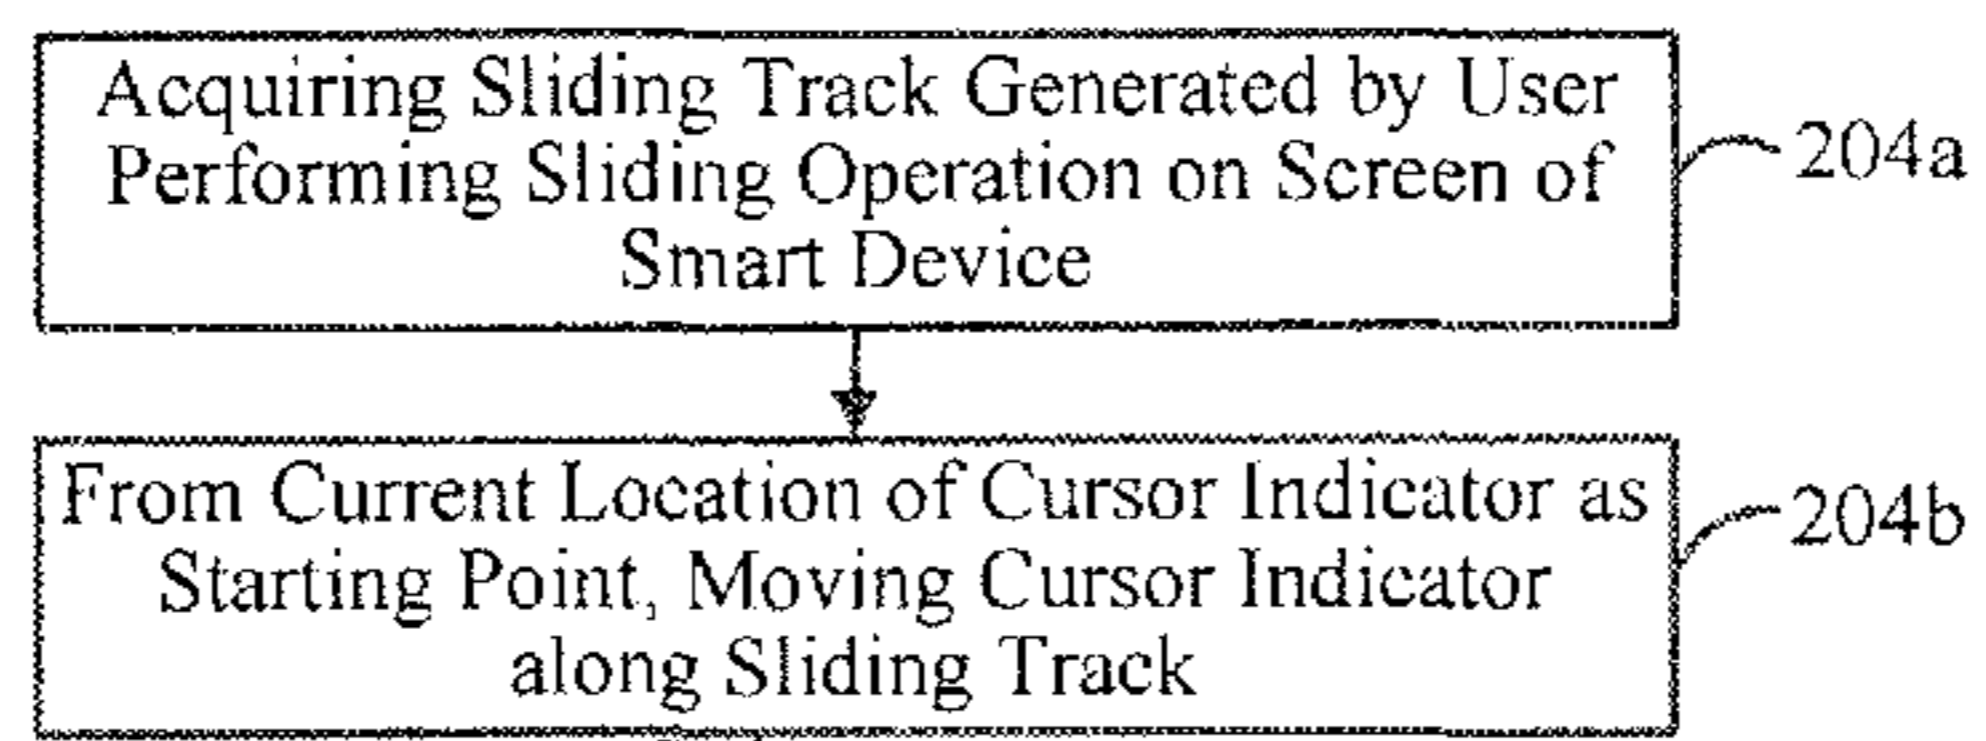 Acquiring Sliding Track Generated by User
Performing Sliding Operation on Screen of
Smart Device
204a
From Current Location of Cursor Indicator as
Starting Point, Moving Cursor Indicator
along Sliding Track
204b